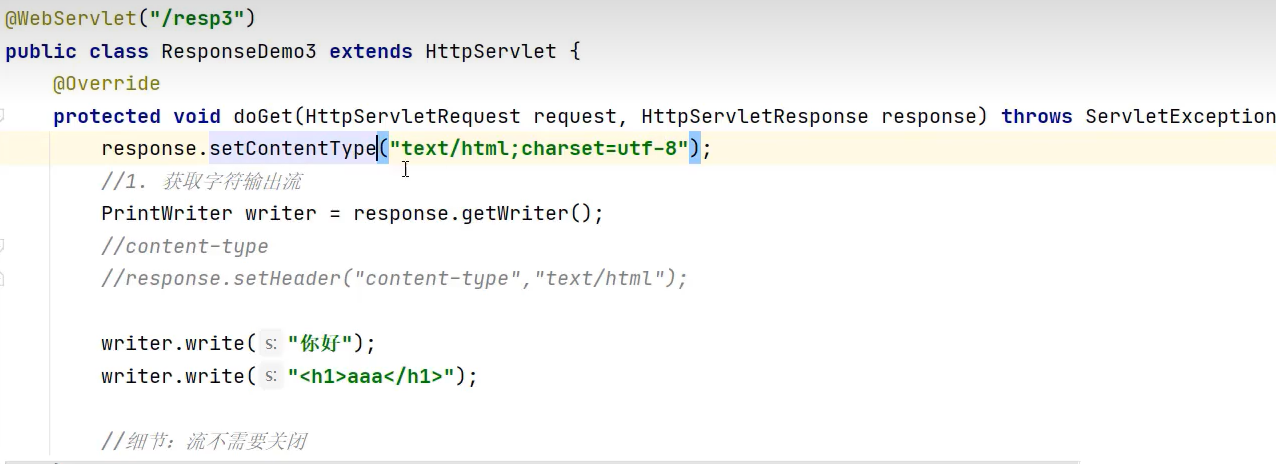 @WebServlet("/resp3")
public class ResponseDemo3 extends HttpServlet {
@Override
protected void doGet(HttpServletRequest request, HttpServletResponse response) throws ServletException
response.setContentType("text/html;charset=utf-8");
//1. 获取字符输出流
PrintWriter writer = response.getWriter();
//content-type
//response.setHeader("content-type","text/html");
writer.write( s: "你好");
writer.write( s: "<h1>aaa</h1>");
//细节：流不需要关闭